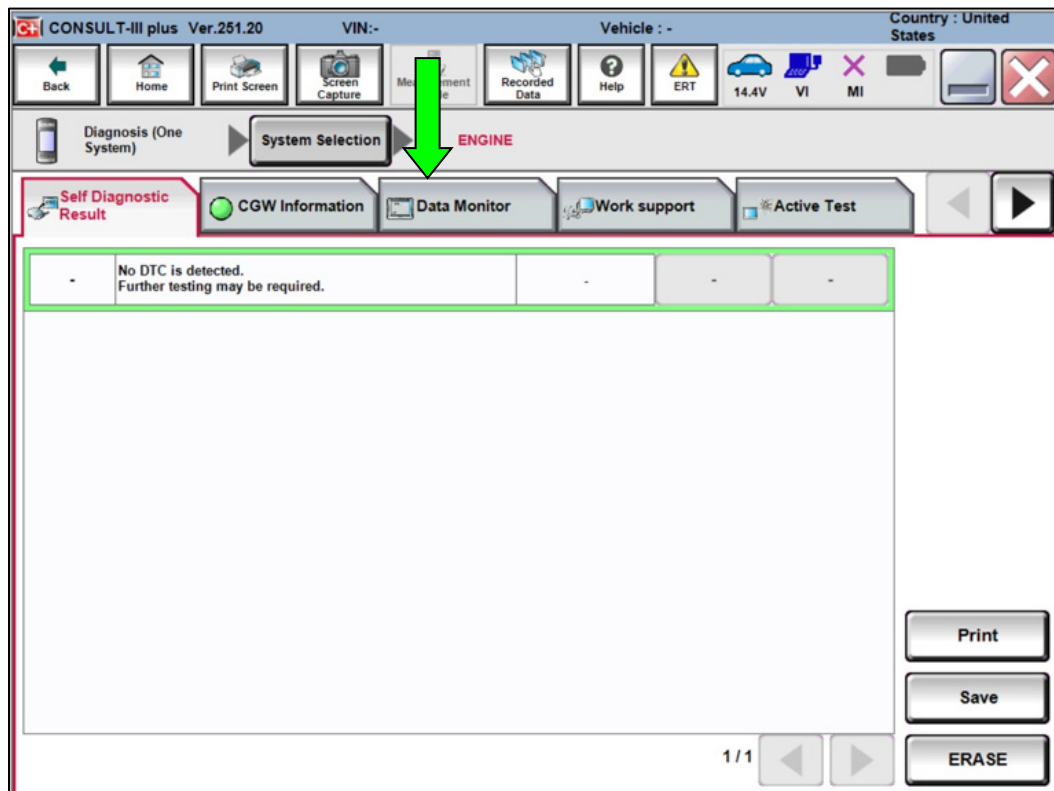 C+ CONSULT-III plus Ver.251.20 VIN:- Vehicle : - Country : United
States
Back
Home
Print Screen
Screen
Capture
Recorded
Data
Help
ERT
14.4V
VI
MI
Diagnosis (One
System)
System Selection
ENGINE
Self Diagnostic
Result
CGW Information
Data Monitor
Work support
Active Test
-
No DTC is detected.
Further testing may be required.
-
-
-
Print
Save
1/1
ERASE